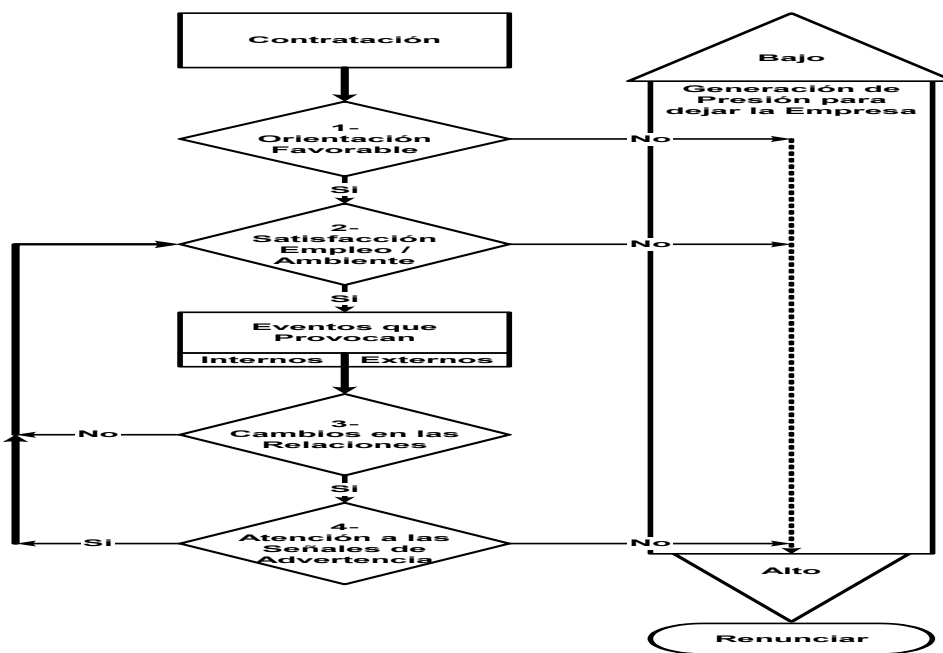 Contratación
Bajo
Generación de
Presión para
dejar la Empresa
1-
Orientación
Favorable
No
Si
2-
Satisfacción
Empleo /
Ambiente
No
Si
Eventos que
Provocan
Internos Externos
3-
Cambios en las
Relaciones
No
Si
4-
Atención a las
Señales de
Advertencia
Si
No
Alto
Renunciar